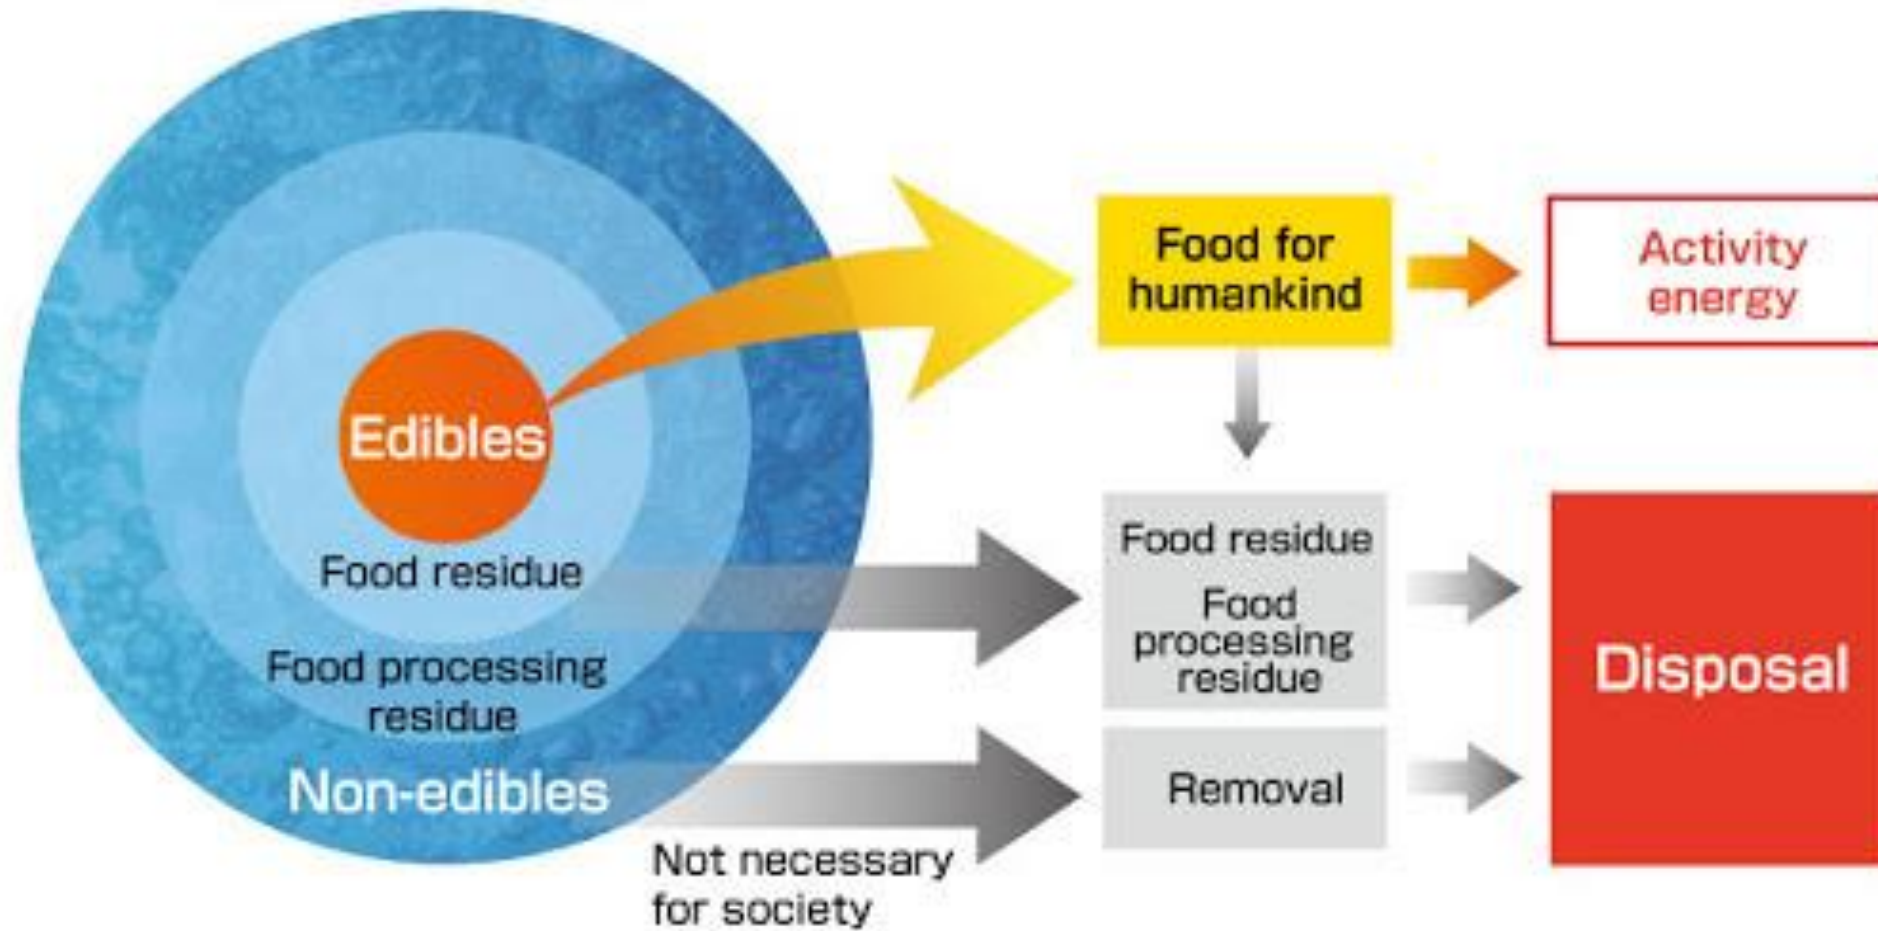 Edibles
Food residue
Food processing
residue
Non-edibles
Not necessary
for society
Food for
humankind
Activity
energy
Food residue
Food
processing
residue
Removal
Disposal